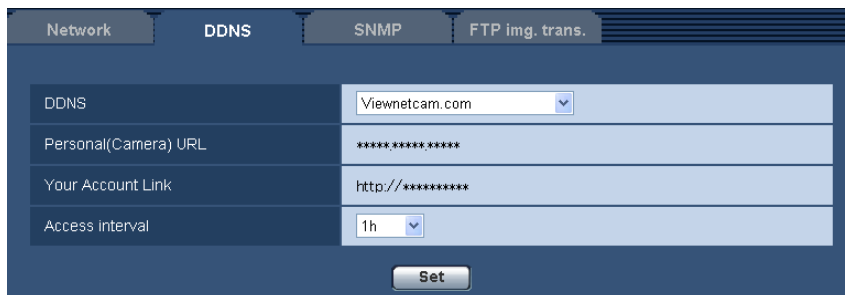 Network DDNS SNMP FTP img. trans.
DDNS Viewnetcam.com
Personal(Camera) URL *****.*****.*****
Your Account Link http://**********
Access interval 1h
Set